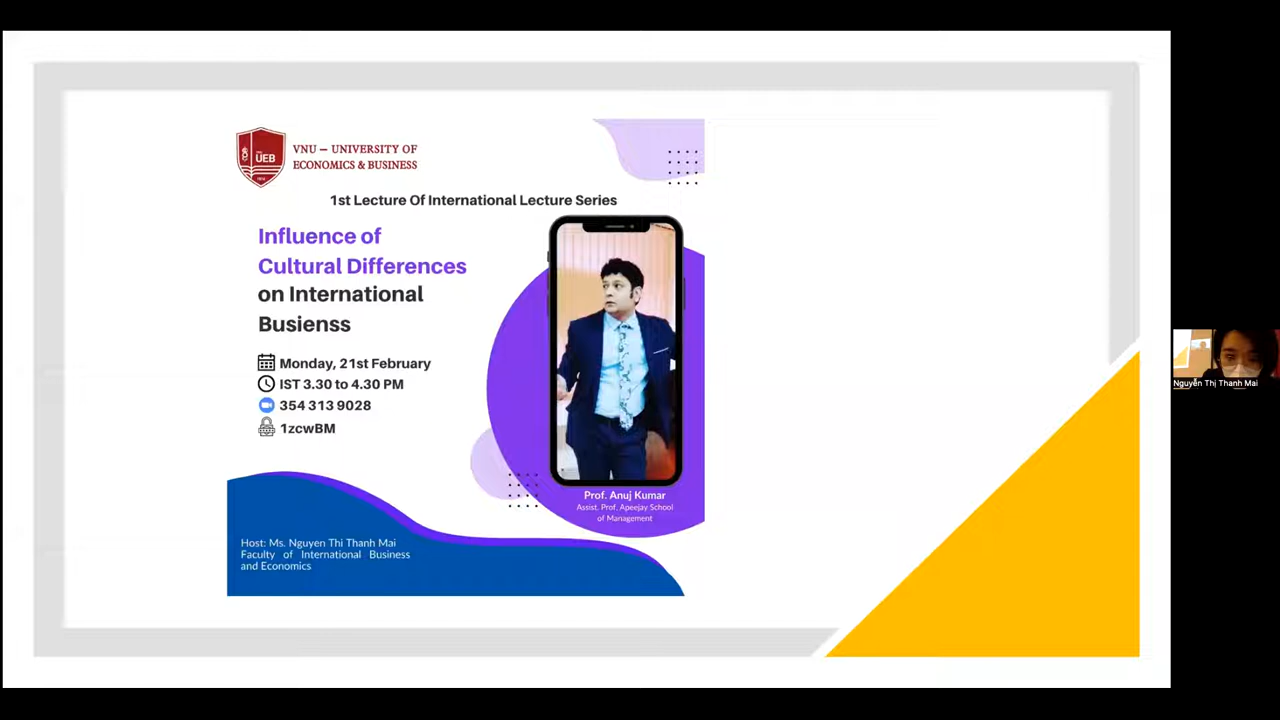 VNU – UNIVERSITY OF
ECONOMICS & BUSINESS
UEB
1st Lecture Of International Lecture Series
Influence of
Cultural Differences
on International
Busienss
Monday, 21st February
IST 3.30 to 4.30 PM
354 313 9028
1zcwBM
Prof. Anuj Kumar
Assist. Prof, Apeejay School
of Management
Host: Ms. Nguyen Thi Thanh Mai
Faculty of International Business
and Economics
Nguyễn Thị Thanh Mai